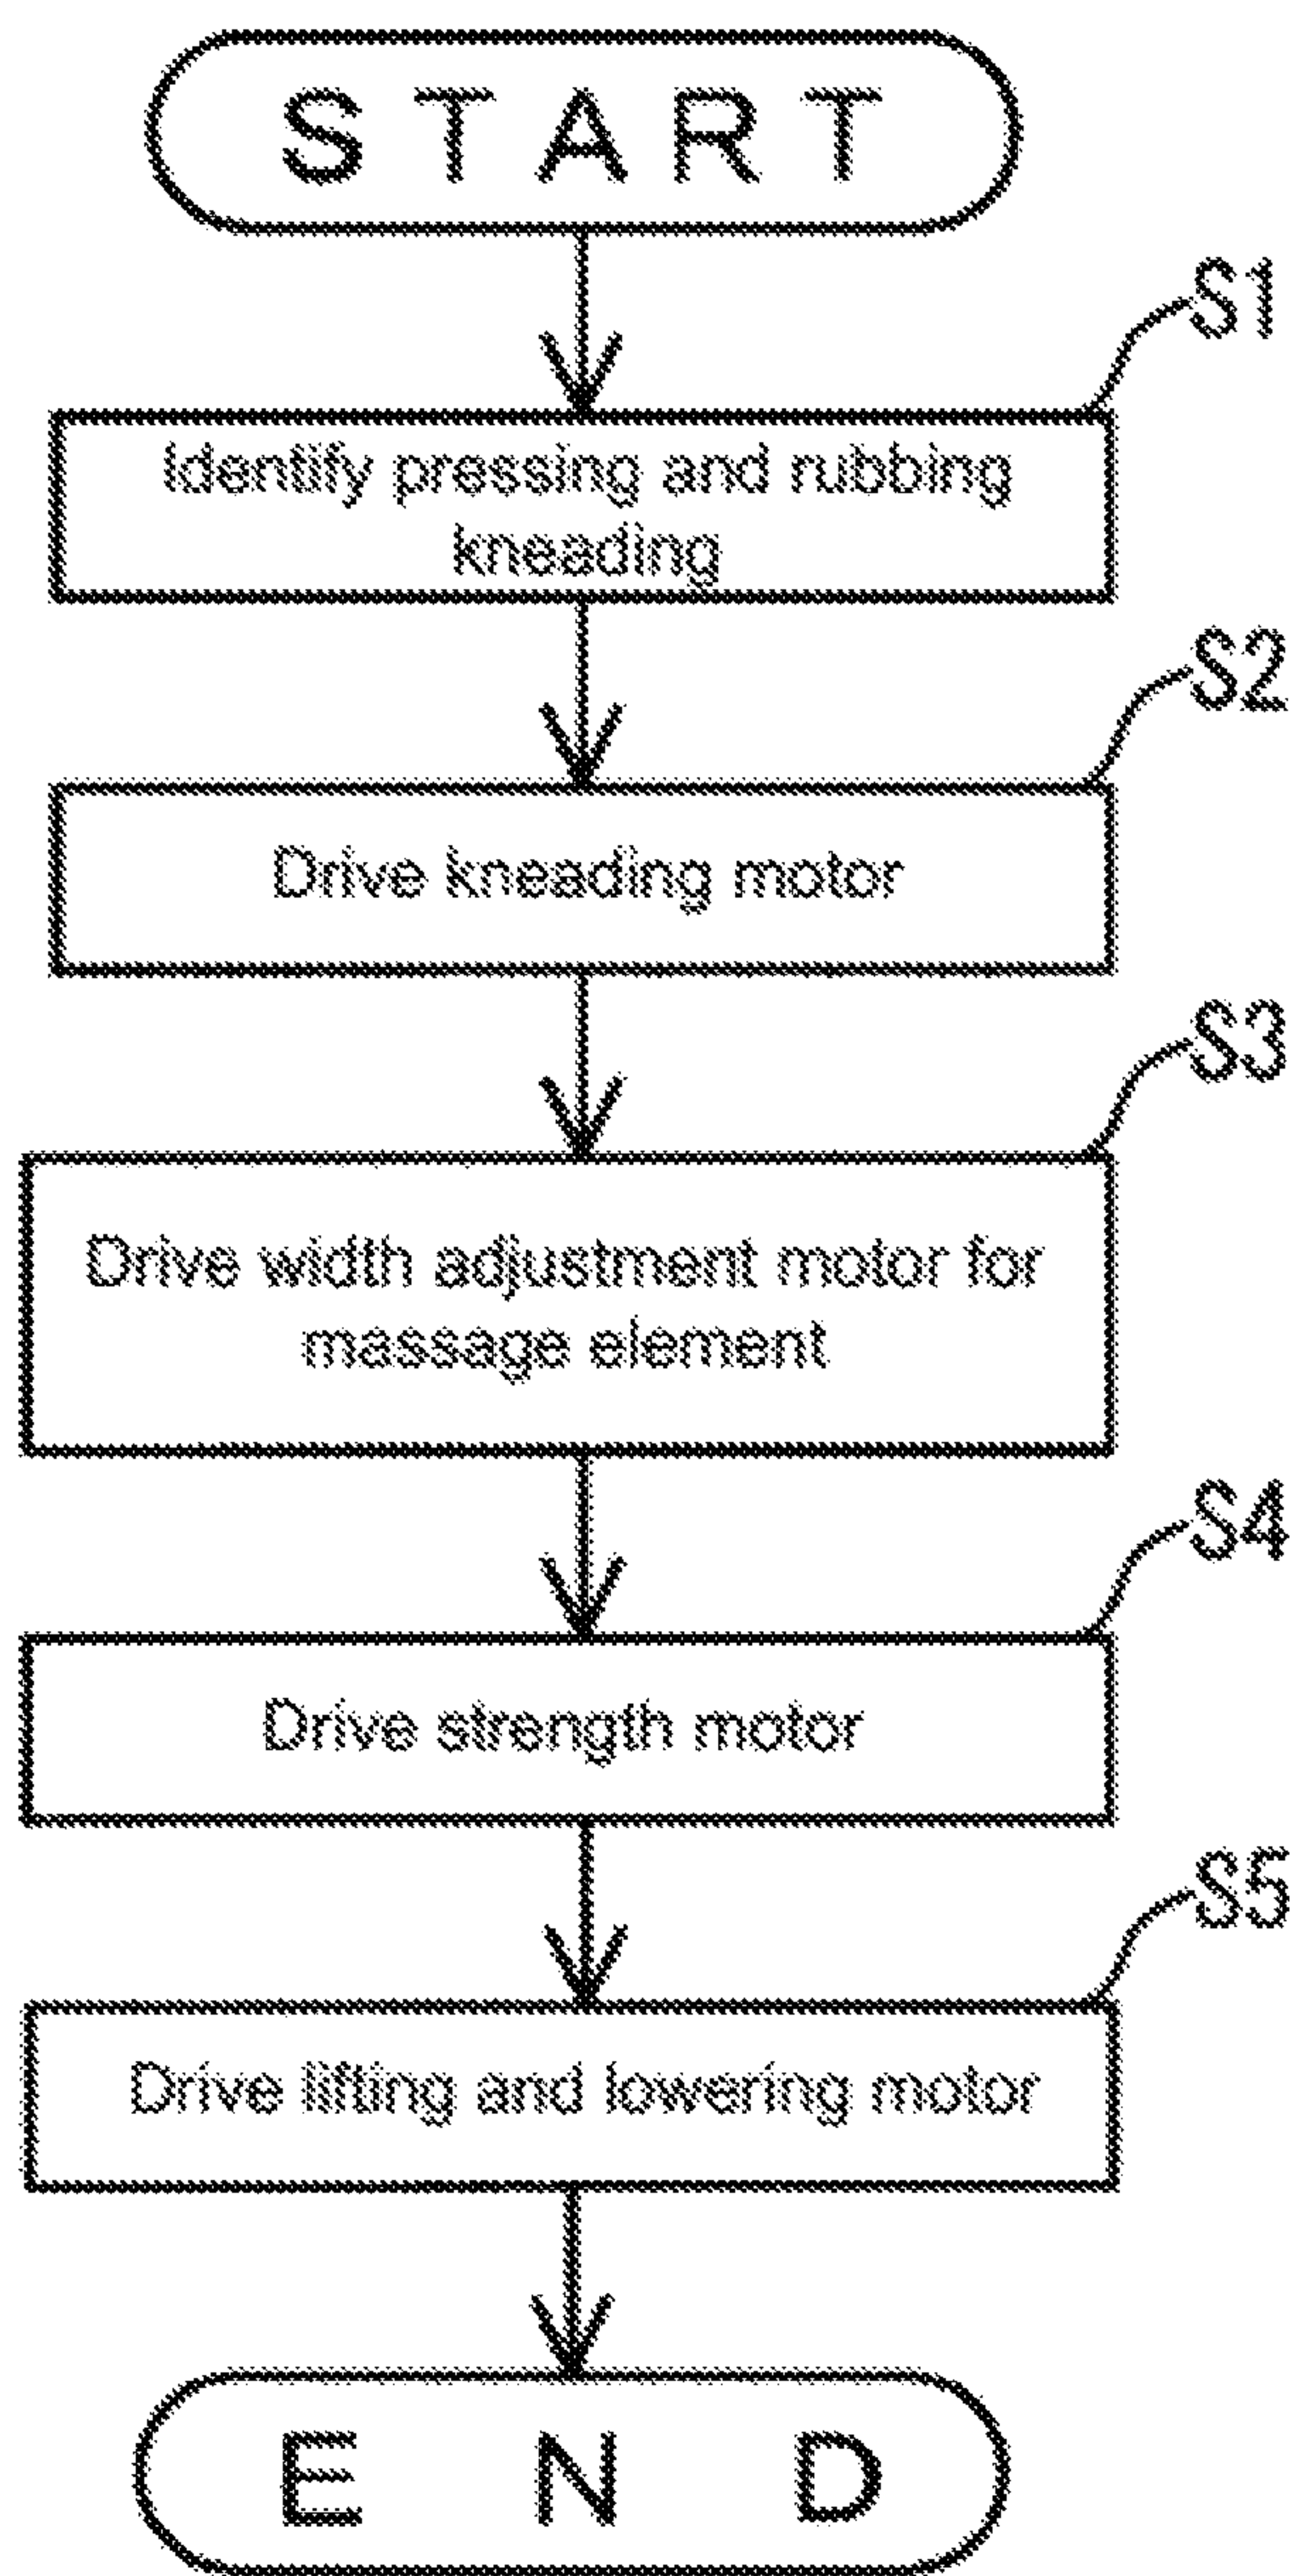 START
S1
Identify pressing and rubbing
kneading
S2
Drive kneading motor
S3
Drive width adjustment motor for
massage element
S4
Drive strength motor
S5
Drive lifting and lowering motor
END